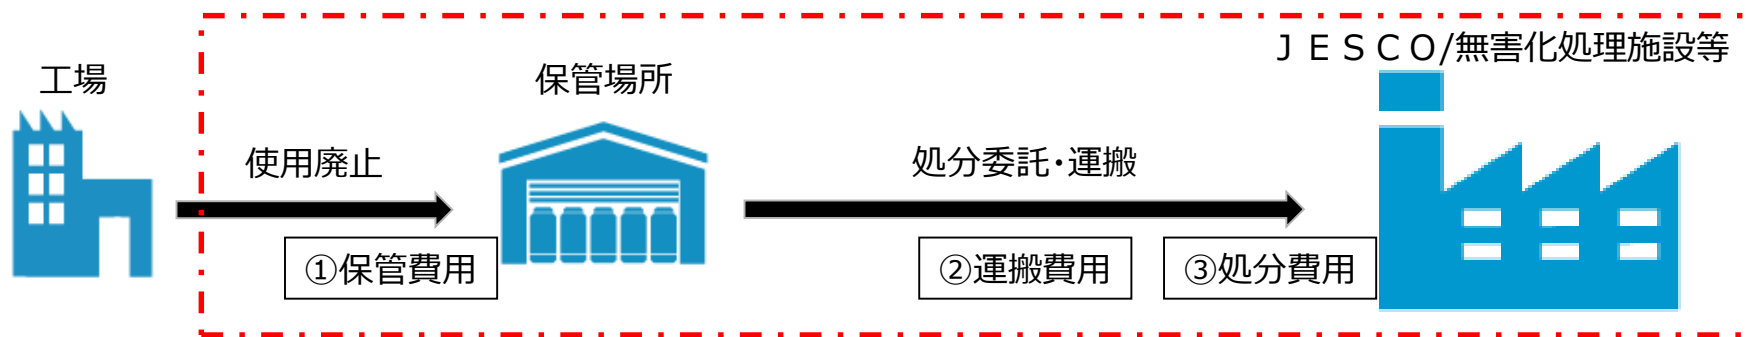 ＪＥＳＣＯ/無害化処理施設等
工場
保管場所
使用廃止
処分委託･運搬
①保管費用
②運搬費用
③処分費用